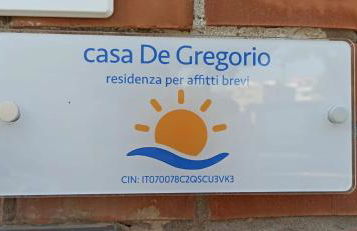 casa De Gregorio
residenza per affitti brevi
CIN: IT070078C2QSCU3VK3